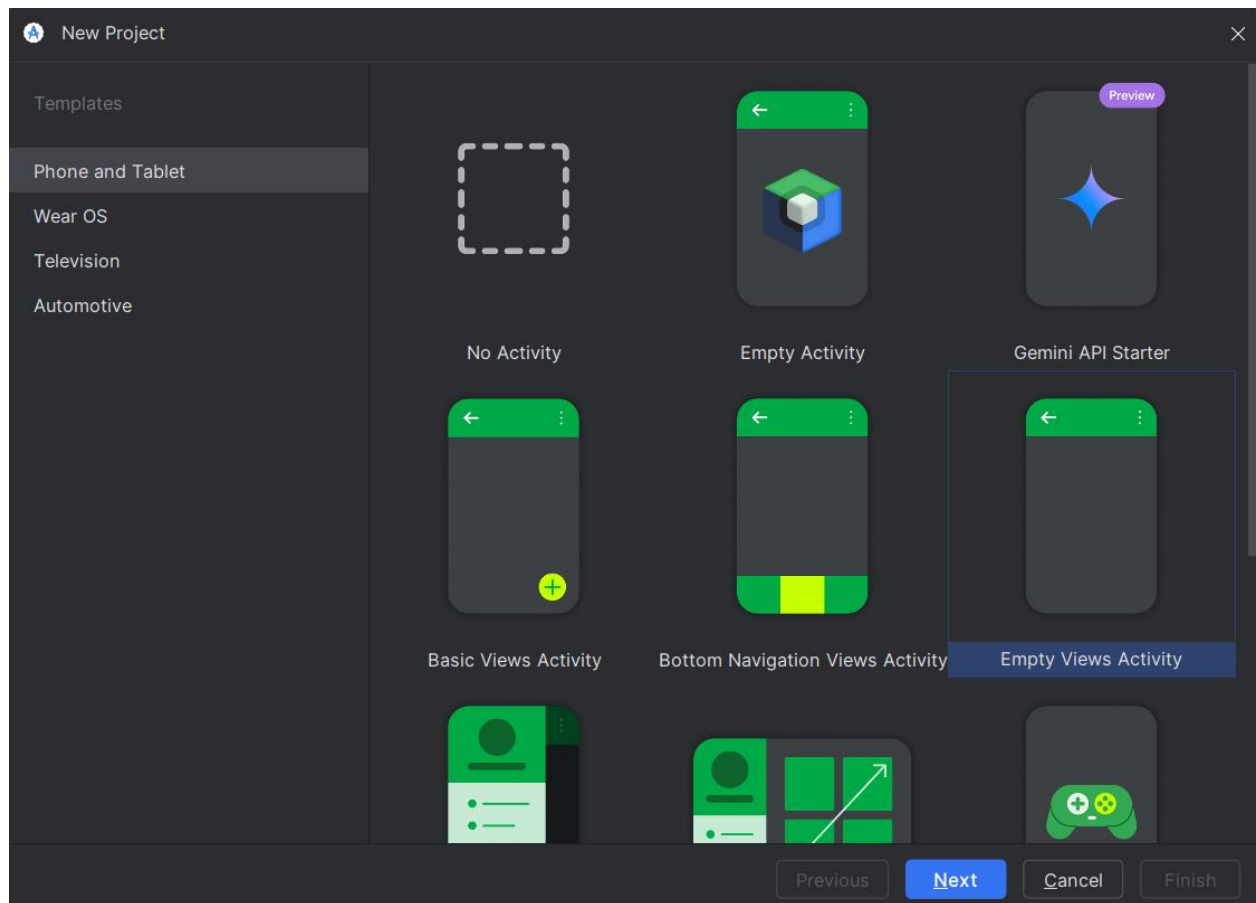 New Project
Templates
Phone and Tablet
Wear OS
Television
Automotive
Preview
No Activity
Empty Activity
Gemini API Starter
Basic Views Activity
Bottom Navigation Views Activity
Empty Views Activity
Previous
Next
Cancel
Finish